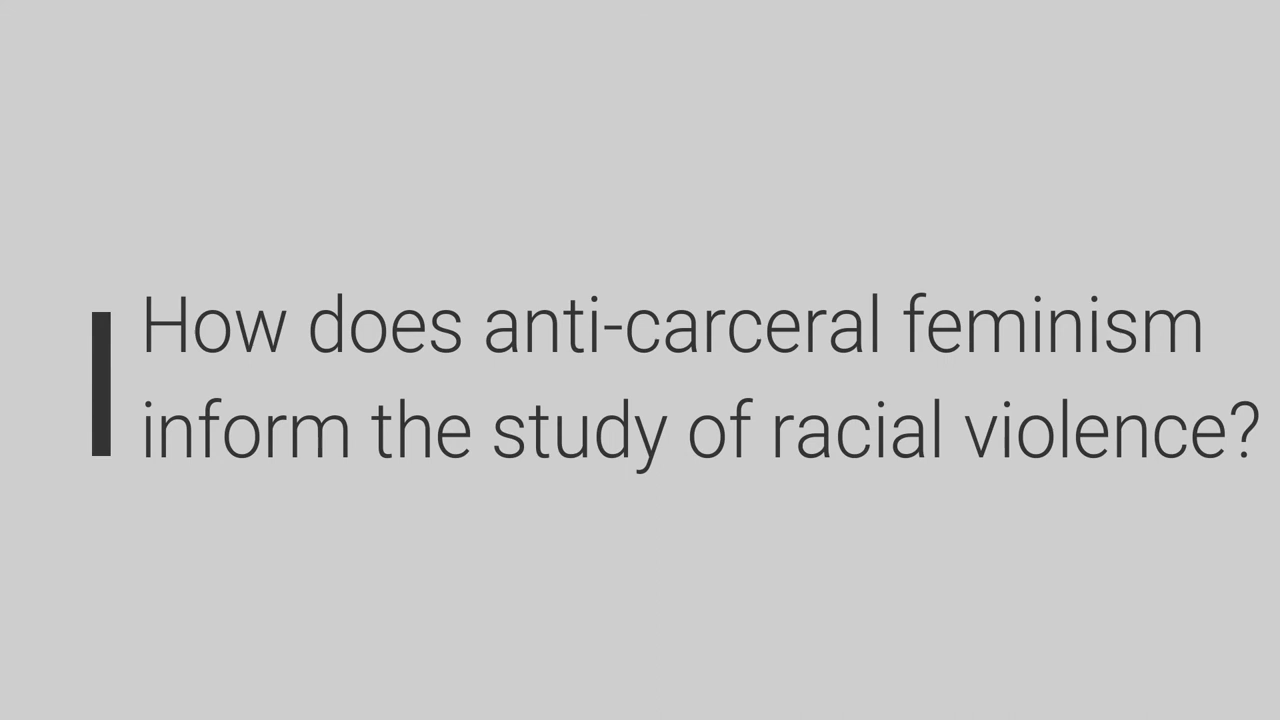 How does anti-carceral feminism
inform the study of racial violence?